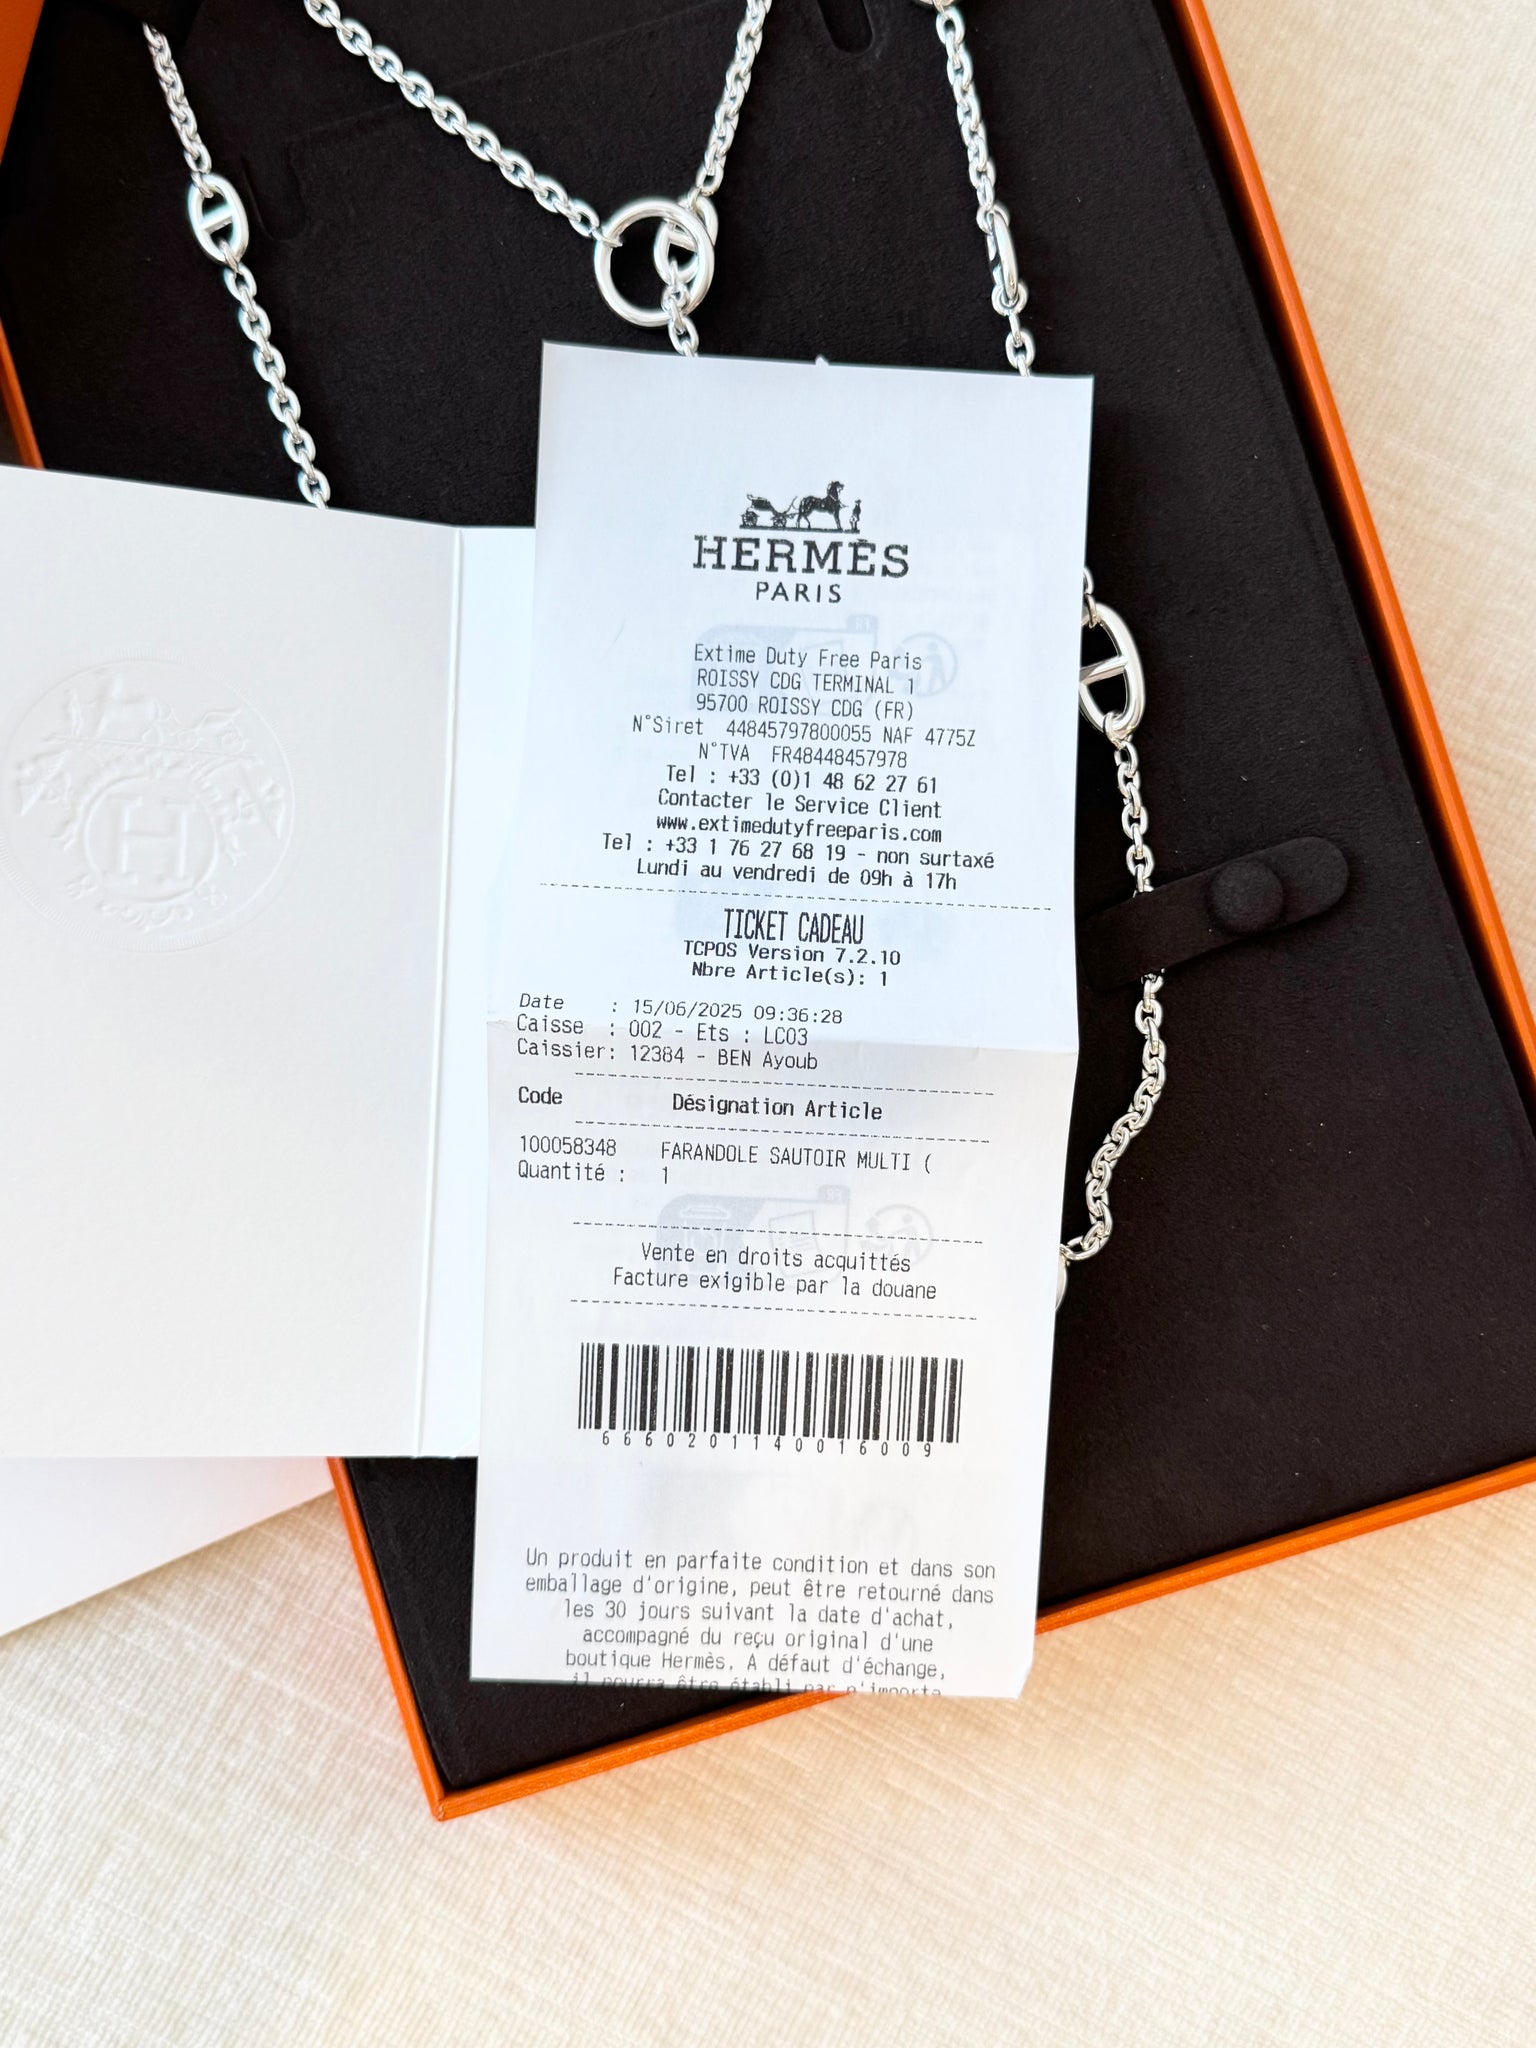 HERMÈS
PARIS
Extime Duty Free Paris
ROISSY CDG TERMINAL 1
95700 ROISSY CDG (FR)
N°Siret 44845797800055 NAF 4775Z
N°TVA FR48448457978
Tel : +33 (0)1 48 62 27 61
Contacter le Service Client
www.extimedutyfreeparis.com
Tel : +33 1 76 27 68 19 - non surtaxé
Lundi au vendredi de 09h à 17h
TICKET CADEAU
TCPOS Version 7.2.10
Nbre Article(s): 1
Date : 15/06/2025 09:36:28
Caisse : 002 - Ets : LC03
Caissier: 12384 - BEN Ayoub
Code Désignation Article
100058348 FARANDOLE SAUTOIR MULTI (
Quantité : 1
Vente en droits acquittés
Facture exigible par la douane
6660201140016009
Un produit en parfaite condition et dans son
emballage d'origine, peut être retourné dans
les 30 jours suivant la date d'achat,
accompagné du reçu original d'une
boutique Hermès. A défaut d'échange,
il pourra être établi par n'importe
H